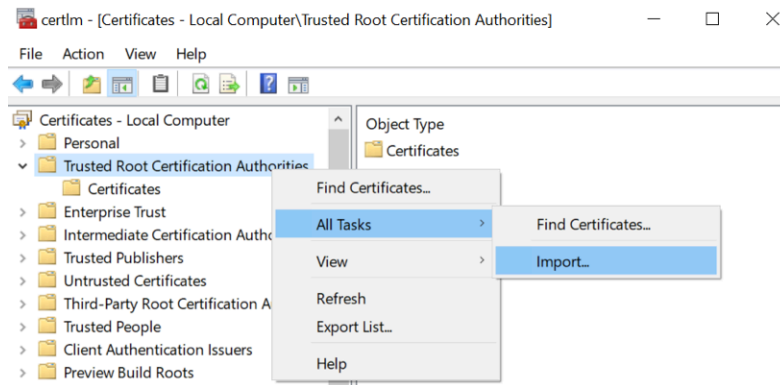 certlm - [Certificates - Local Computer\Trusted Root Certification Authorities]
File Action View Help
Certificates - Local Computer
Personal
Trusted Root Certification Authorities
Certificates
Enterprise Trust
Intermediate Certification Autho
Trusted Publishers
Untrusted Certificates
Third-Party Root Certification A
Trusted People
Client Authentication Issuers
Preview Build Roots
Object Type
Certificates
Find Certificates...
All Tasks
View
Refresh
Export List...
Help
Find Certificates...
Import...